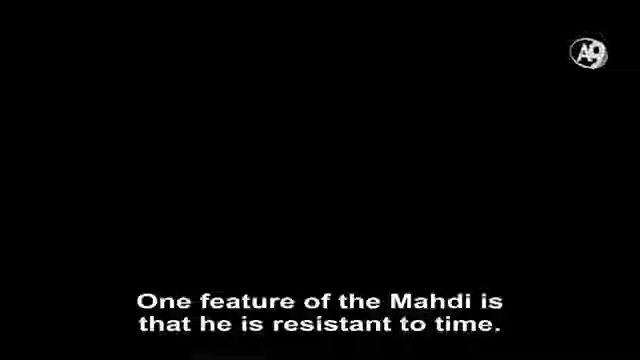 A9
One feature of the Mahdi is
that he is resistant to time.